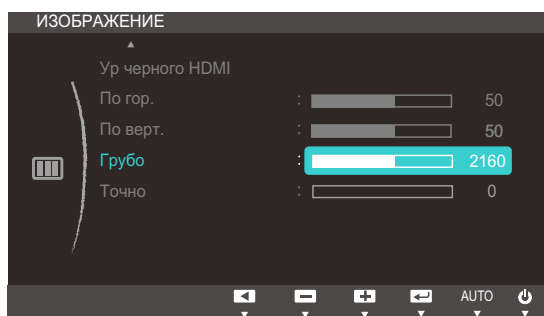 ИЗОБРАЖЕНИЕ
Ур черного HDMI
По гор. : 50
По верт. : 50
Грубо : 2160
Точно : 0
AUTO